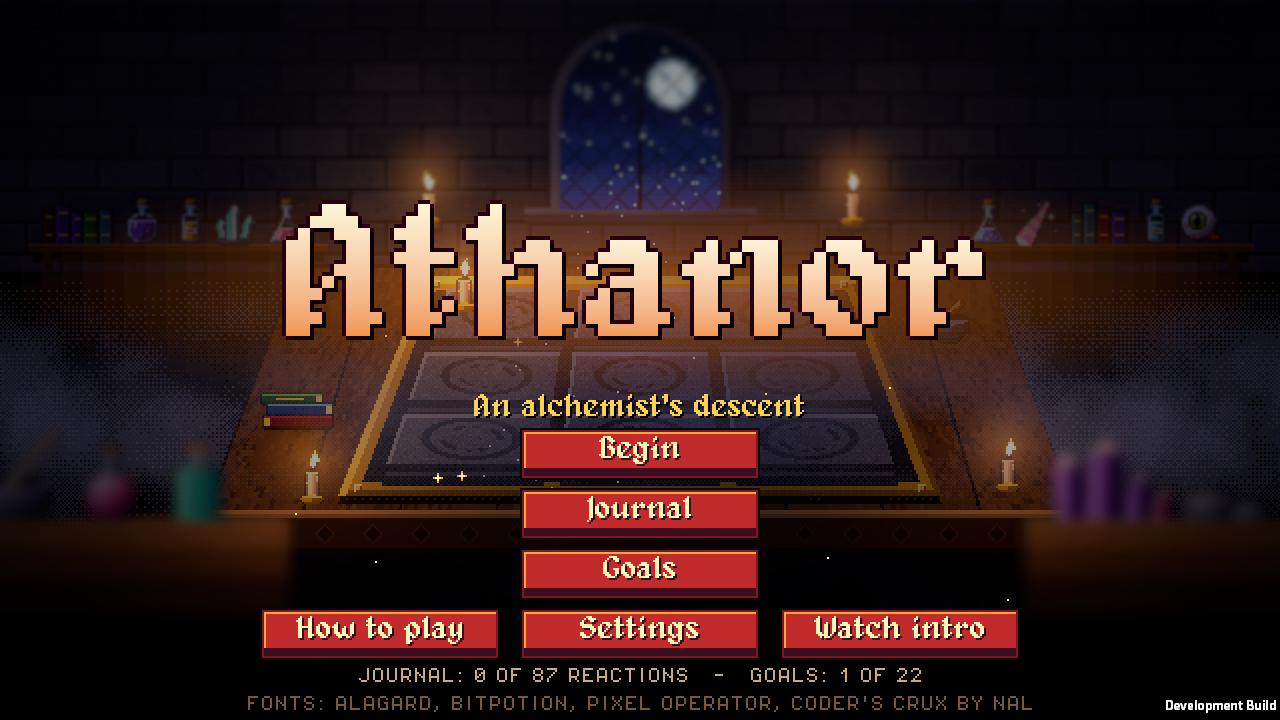 Athanor
An alchemist's descent
Begin
Journal
Goals
How to play
Settings
Watch intro
JOURNAL: 0 OF 87 REACTIONS - GOALS: 1 OF 22
FONTS: ALAGARD, BITPOTION, PIXEL OPERATOR, CODER'S CRUX BY NAL
Development Build